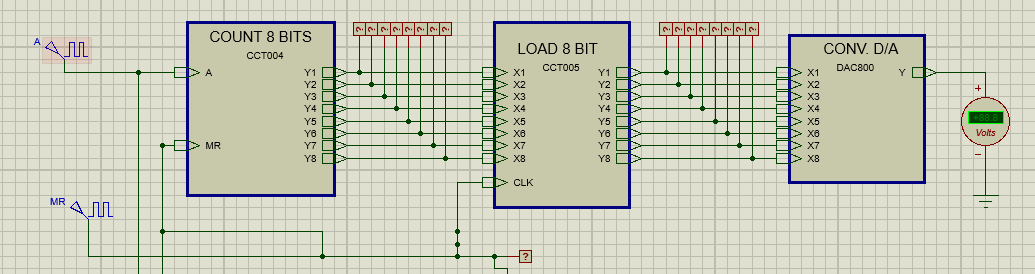 A
COUNT 8 BITS
CCT004
A
MR
Y1
Y2
Y3
Y4
Y5
Y6
Y7
Y8
? ? ? ? ? ? ? ?
LOAD 8 BIT
CCT005
X1
X2
X3
X4
X5
X6
X7
X8
CLK
Y1
Y2
Y3
Y4
Y5
Y6
Y7
Y8
? ? ? ? ? ? ? ?
CONV. D/A
DAC800
X1
X2
X3
X4
X5
X6
X7
X8
Y
+
+88.8
Volts
MR
?